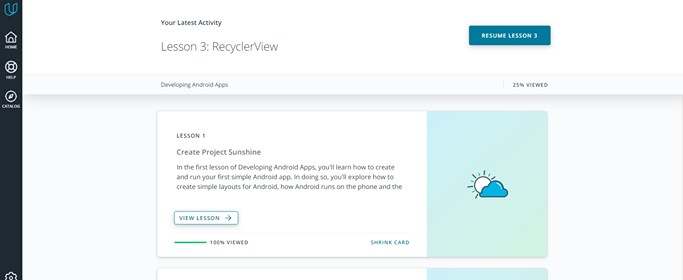 Your Latest Activity
Lesson 3: RecyclerView
RESUME LESSON 3
HOME
HELP
CATALOG
Developing Android Apps
25% VIEWED
LESSON 1
Create Project Sunshine
In the first lesson of Developing Android Apps, you'll learn how to create
and run your first simple Android app. In doing so, you'll explore how to
create simple layouts for Android, how Android runs on the phone and the
VIEW LESSON
100% VIEWED
SHRINK CARD